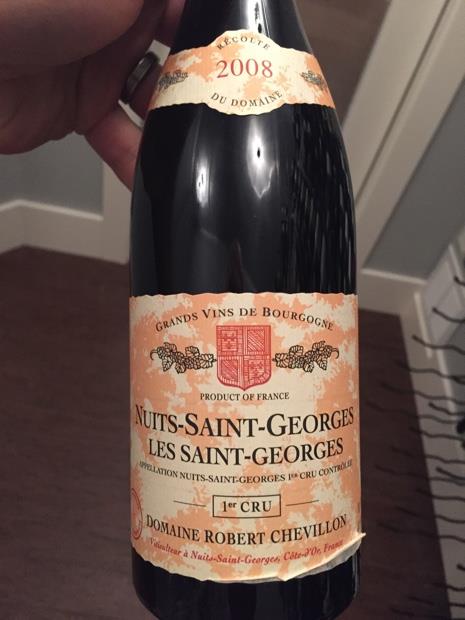 RÉCOLTE
2008
DU DOMAINE
GRANDS VINS DE BOURGOGNE
PRODUCT OF FRANCE
NUITS-SAINT-GEORGES
LES SAINT-GEORGES
APPELLATION NUITS-SAINT-GEORGES 1er CRU CONTRÔLÉE
1er CRU
DOMAINE ROBERT CHEVILLON
Viticulteur à Nuits-Saint-Georges, Côte-d'Or, France